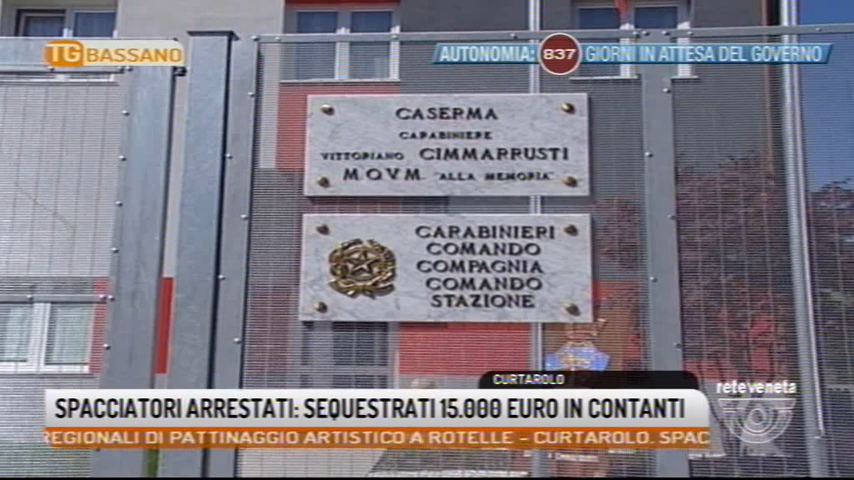 TG BASSANO
AUTONOMIA: 837 GIORNI IN ATTESA DEL GOVERNO
CASERMA
CARABINIERE
VITTORIANO CIMMARRUSTI
M.O.V.M. "ALLA MEMORIA"
CARABINIERI
COMANDO
COMPAGNIA
COMANDO
STAZIONE
CURTAROLO
reteveneta
SPACCIATORI ARRESTATI: SEQUESTRATI 15.000 EURO IN CONTANTI
REGIONALI DI PATTINAGGIO ARTISTICO A ROTELLE - CURTAROLO. SPAC